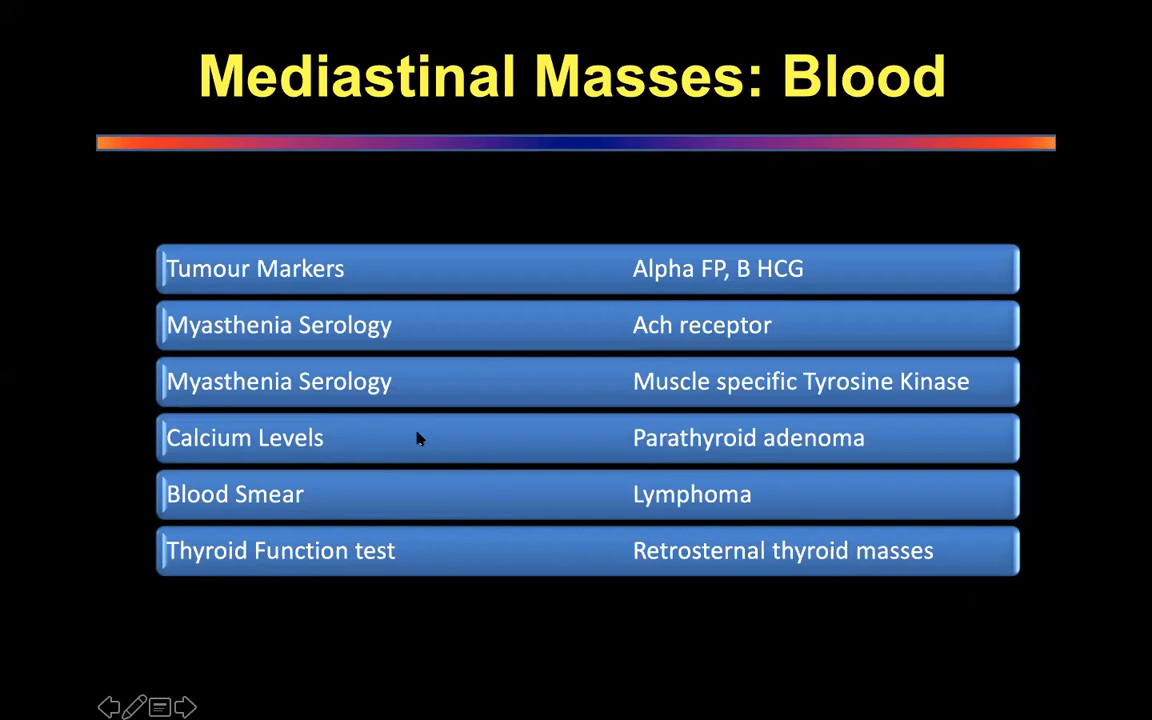 Mediastinal Masses: Blood
Tumour Markers Alpha FP, B HCG
Myasthenia Serology Ach receptor
Myasthenia Serology Muscle specific Tyrosine Kinase
Calcium Levels Parathyroid adenoma
Blood Smear Lymphoma
Thyroid Function test Retrosternal thyroid masses